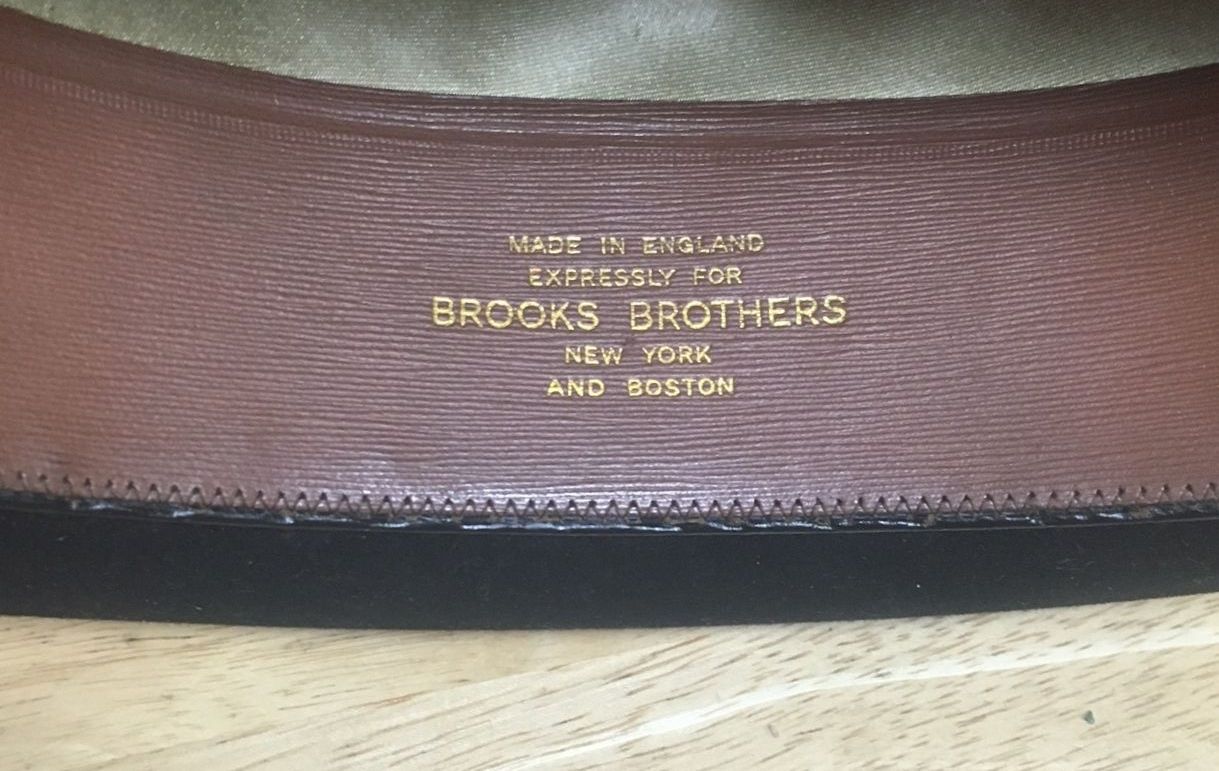 MADE IN ENGLAND
EXPRESSLY FOR
BROOKS BROTHERS
NEW YORK
AND BOSTON